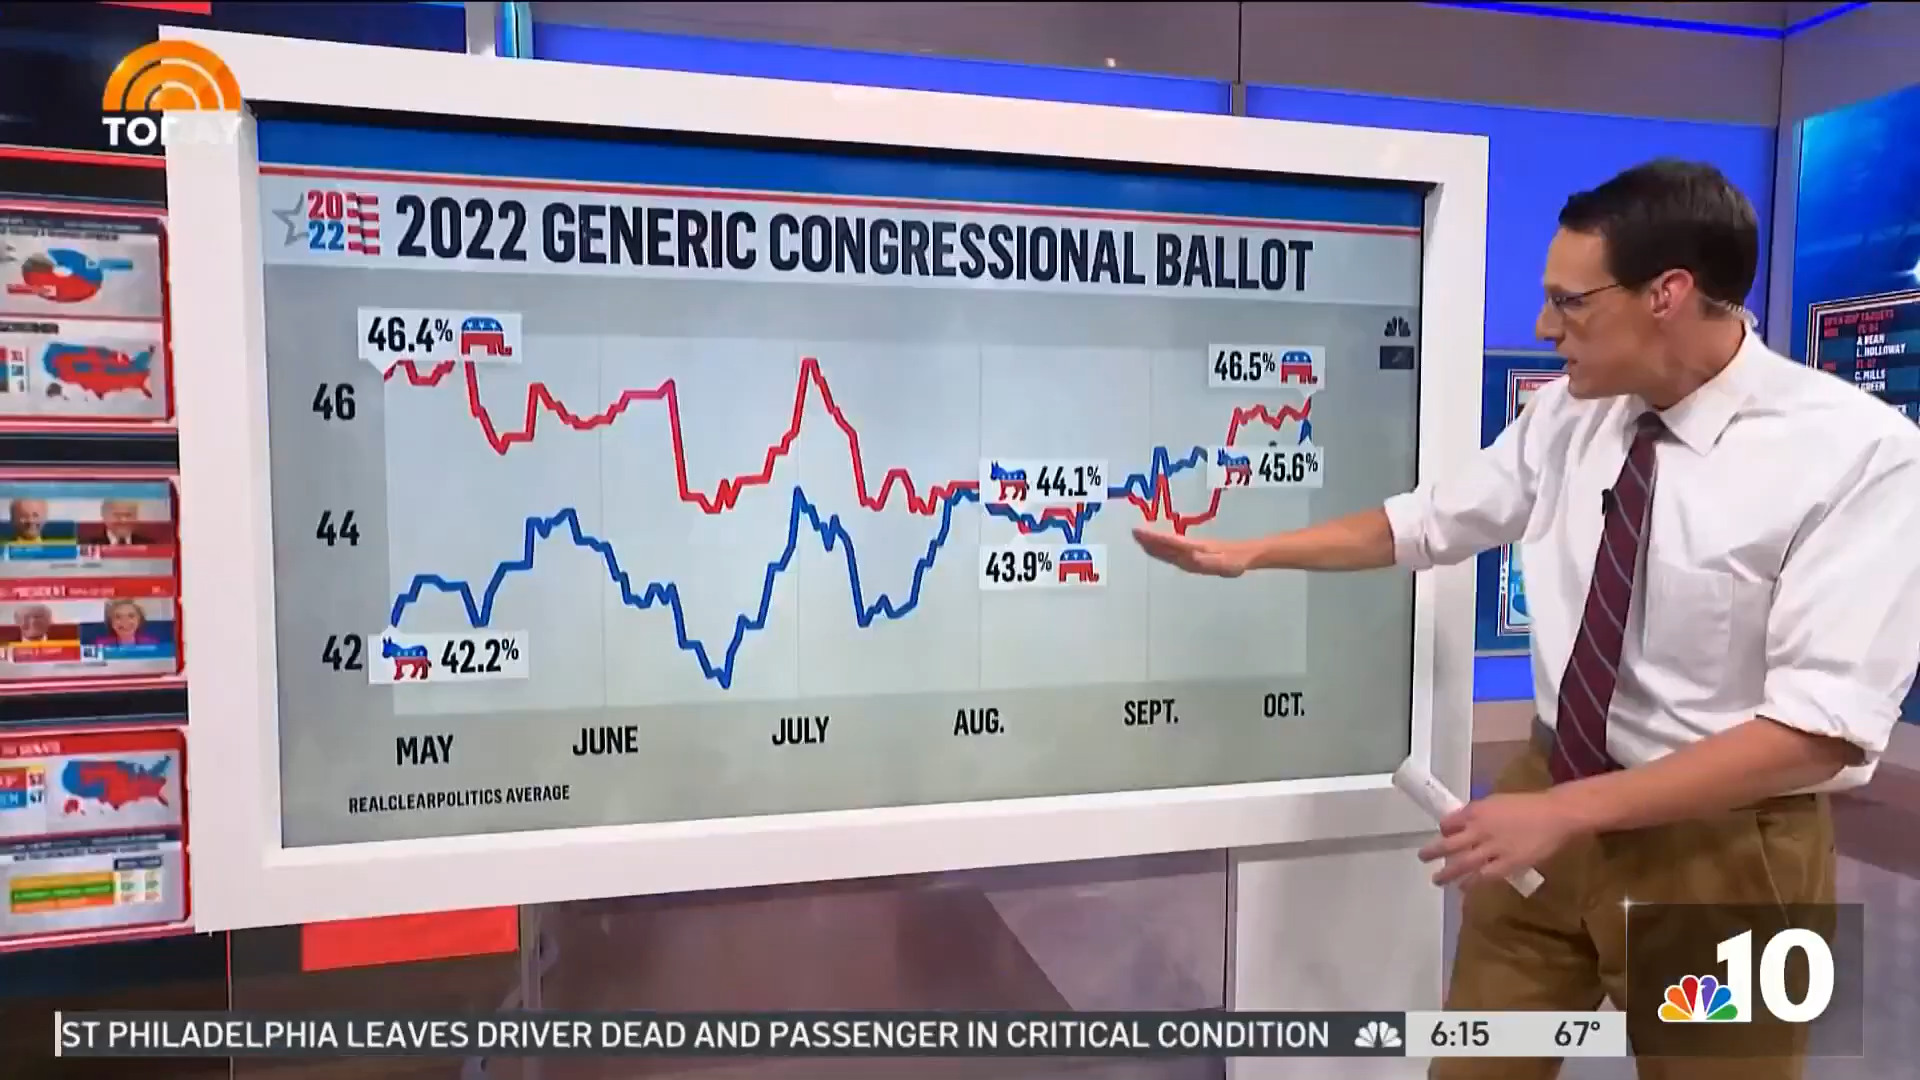 TODAY
2022
2022 GENERIC CONGRESSIONAL BALLOT
46.4%
46.5%
46
45.6%
44.1%
44
43.9%
42
42.2%
MAY
JUNE
JULY
AUG.
SEPT.
OCT.
REALCLEARPOLITICS AVERAGE
C. MILLS
10
ST PHILADELPHIA LEAVES DRIVER DEAD AND PASSENGER IN CRITICAL CONDITION
6:15
67°